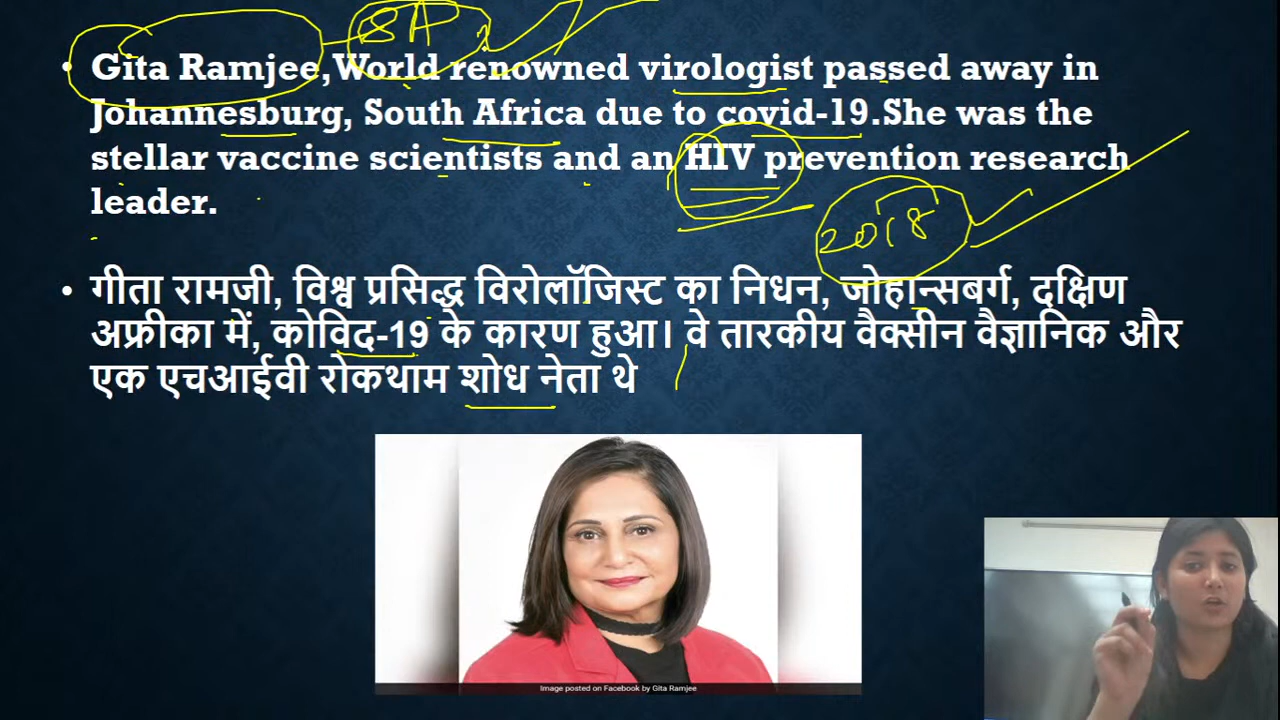 SA
• Gita Ramjee,World renowned virologist passed away in
Johannesburg, South Africa due to covid-19.She was the
stellar vaccine scientists and an HIV prevention research
leader.
2018
• गीता रामजी, विश्व प्रसिद्ध विरोलॉजिस्ट का निधन, जोहान्सबर्ग, दक्षिण
अफ्रीका में, कोविद-19 के कारण हुआ। वे तारकीय वैक्सीन वैज्ञानिक और
एक एचआईवी रोकथाम शोध नेता थे
Image posted on Facebook by Gita Ramjee